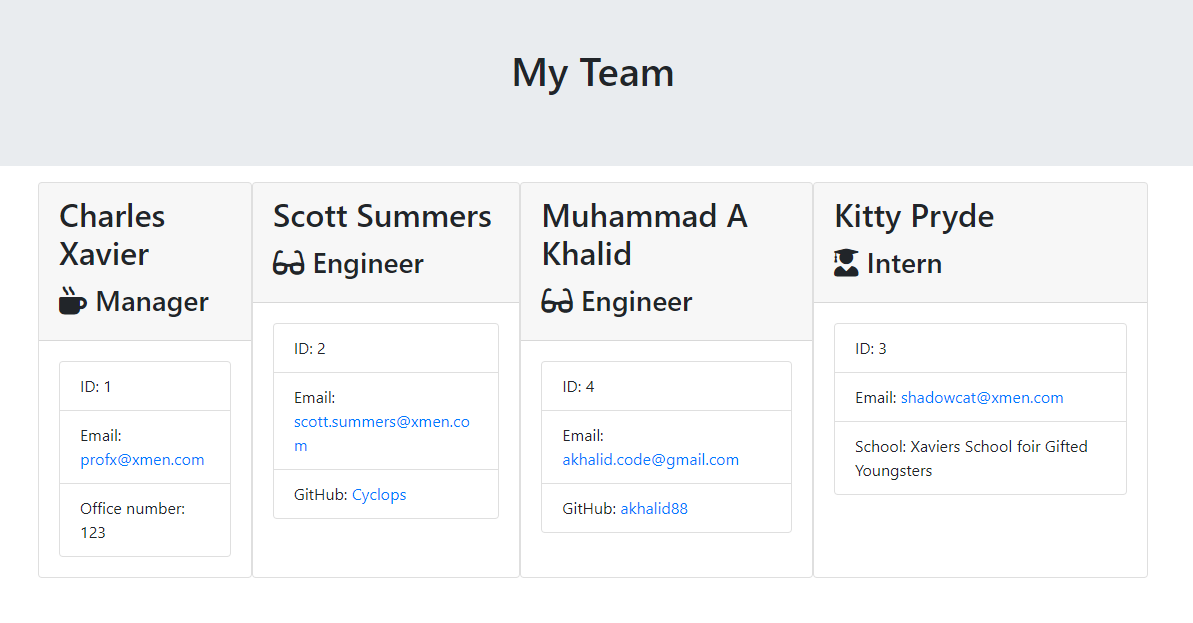 My Team
Charles
Xavier
Manager
ID: 1
Email:
profx@xmen.com
Office number:
123
Scott Summers
Engineer
ID: 2
Email:
scott.summers@xmen.co
m
GitHub: Cyclops
Muhammad A
Khalid
Engineer
ID: 4
Email:
akhalid.code@gmail.com
GitHub: akhalid88
Kitty Pryde
Intern
ID: 3
Email: shadowcat@xmen.com
School: Xaviers School foir Gifted
Youngsters